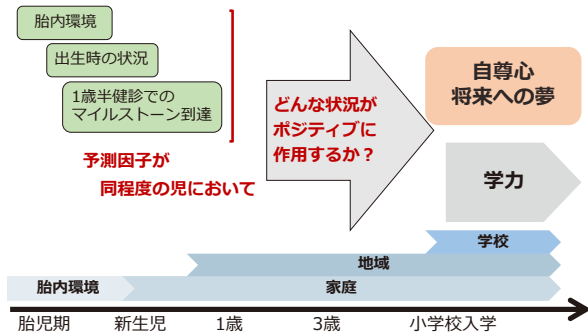 胎内環境
出生時の状況
1歳半健診での
マイルストーン到達
予測因子が
同程度の児において
どんな状況が
ポジティブに
作用するか？
自尊心
将来への夢
学力
学校
地域
胎内環境
家庭
胎児期
新生児
1歳
3歳
小学校入学